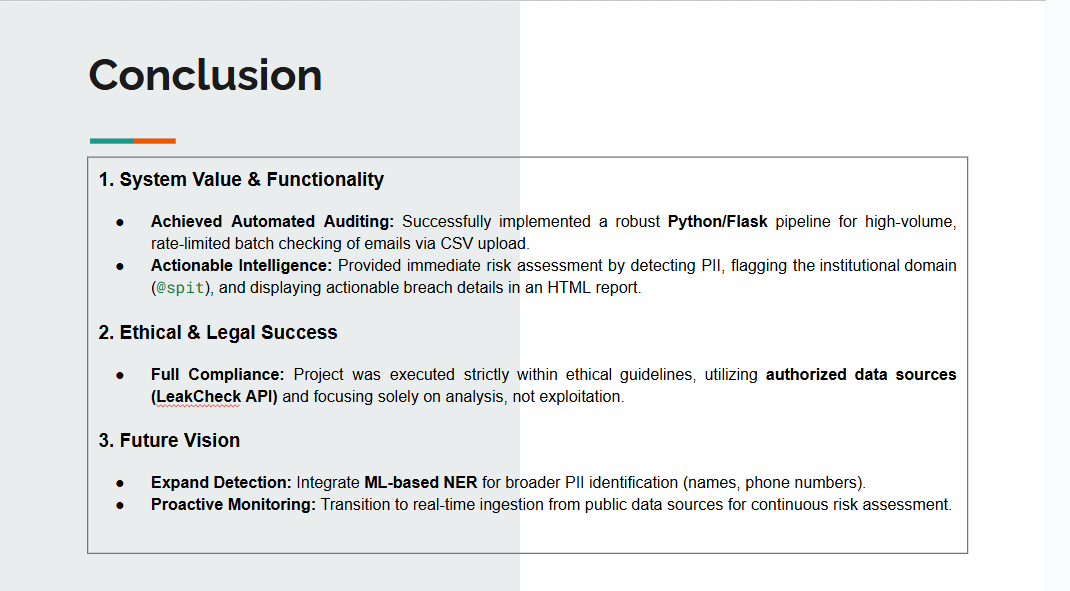 Conclusion
1. System Value & Functionality
● Achieved Automated Auditing: Successfully implemented a robust Python/Flask pipeline for high-volume,
rate-limited batch checking of emails via CSV upload.
● Actionable Intelligence: Provided immediate risk assessment by detecting PII, flagging the institutional domain
(@spit), and displaying actionable breach details in an HTML report.
2. Ethical & Legal Success
● Full Compliance: Project was executed strictly within ethical guidelines, utilizing authorized data sources
(LeakCheck API) and focusing solely on analysis, not exploitation.
3. Future Vision
● Expand Detection: Integrate ML-based NER for broader PII identification (names, phone numbers).
● Proactive Monitoring: Transition to real-time ingestion from public data sources for continuous risk assessment.